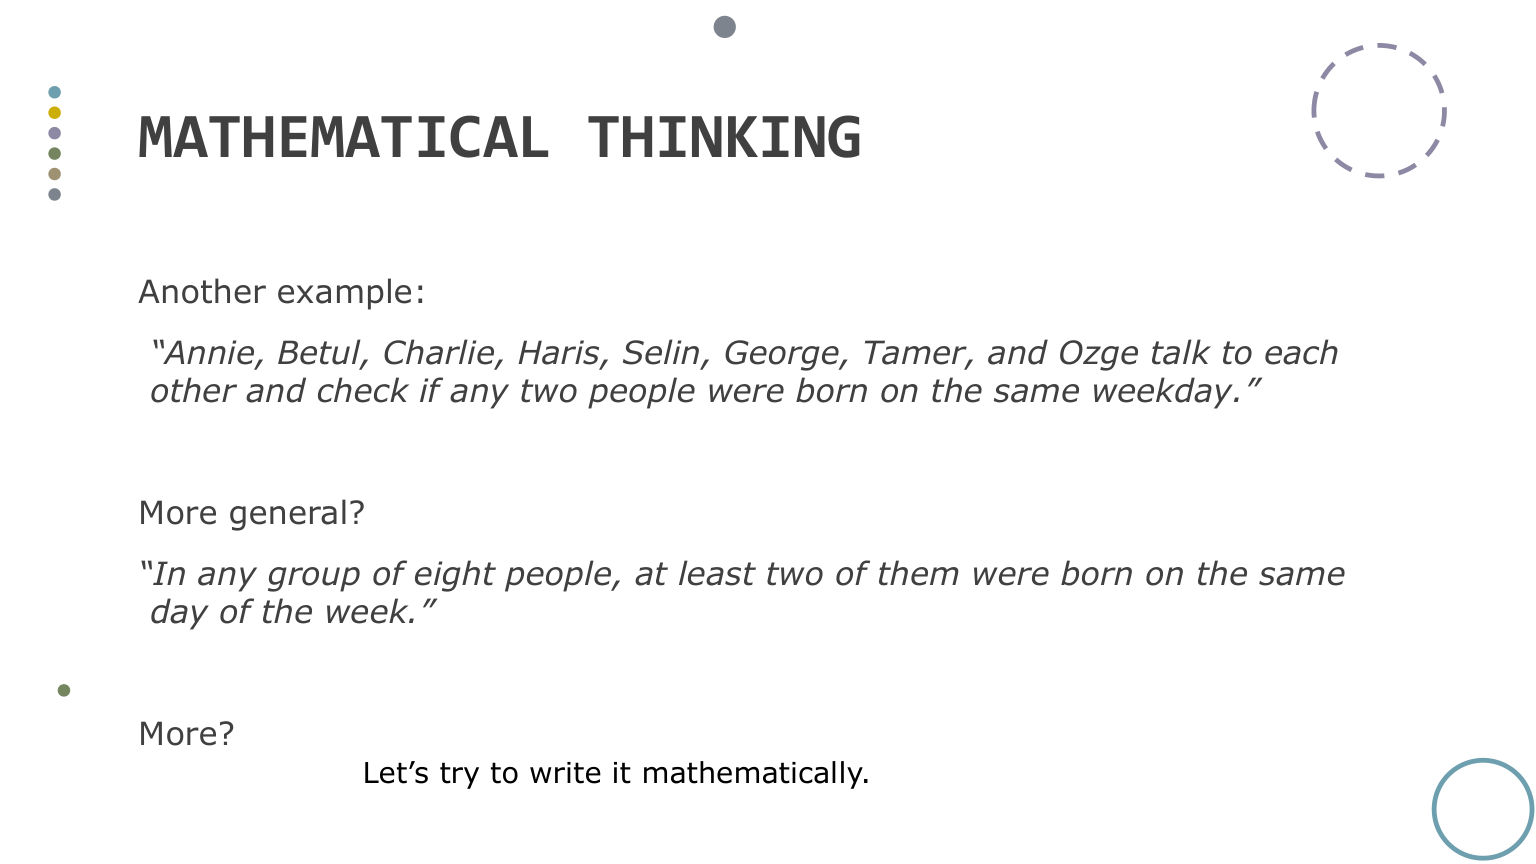 MATHEMATICAL THINKING
Another example:
“Annie, Betul, Charlie, Haris, Selin, George, Tamer, and Ozge talk to each
other and check if any two people were born on the same weekday.”
More general?
“In any group of eight people, at least two of them were born on the same
day of the week.”
More?
Let’s try to write it mathematically.